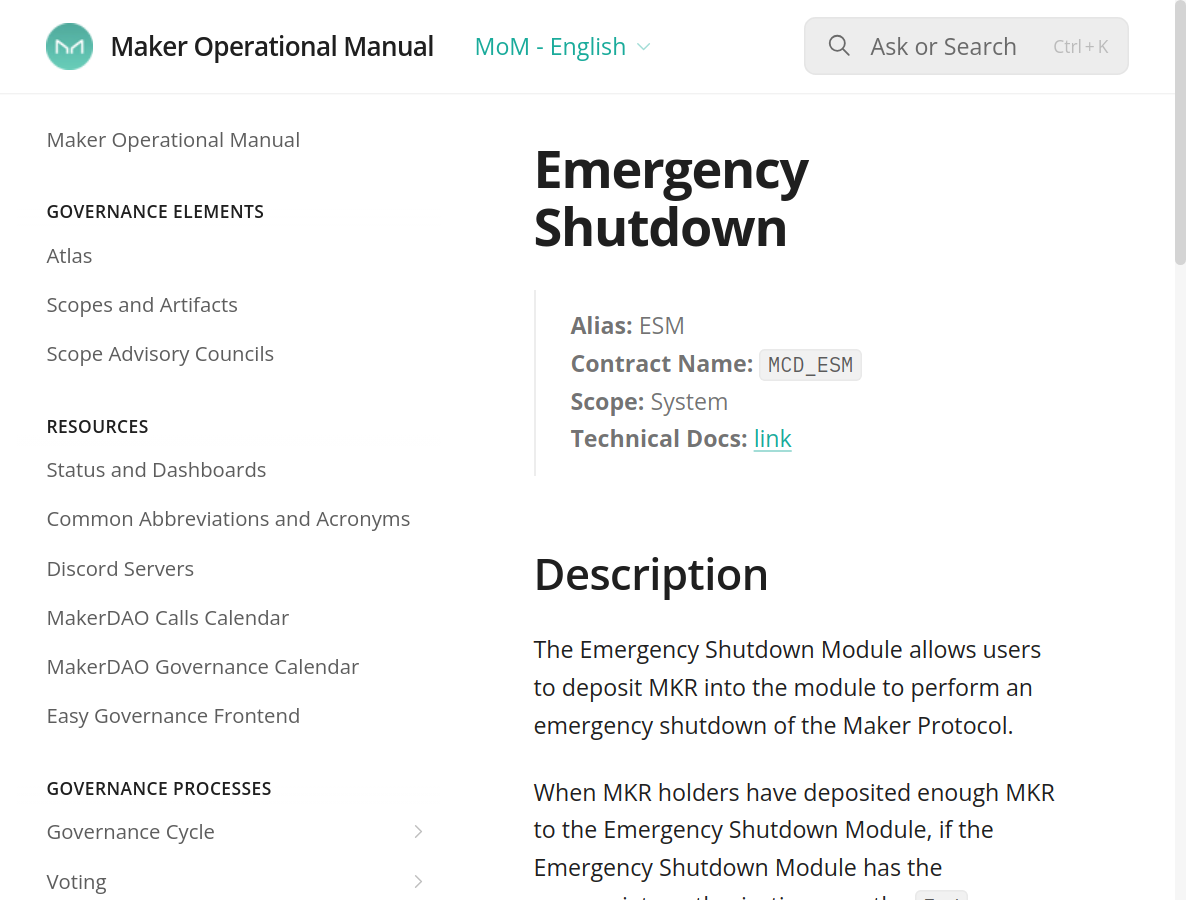 Maker Operational Manual
MoM - English
Ask or Search
Ctrl + K
Maker Operational Manual
GOVERNANCE ELEMENTS
Atlas
Scopes and Artifacts
Scope Advisory Councils
RESOURCES
Status and Dashboards
Common Abbreviations and Acronyms
Discord Servers
MakerDAO Calls Calendar
MakerDAO Governance Calendar
Easy Governance Frontend
GOVERNANCE PROCESSES
Governance Cycle
Voting
Emergency
Shutdown
Alias: ESM
Contract Name: MCD_ESM
Scope: System
Technical Docs: link
Description
The Emergency Shutdown Module allows users
to deposit MKR into the module to perform an
emergency shutdown of the Maker Protocol.
When MKR holders have deposited enough MKR
to the Emergency Shutdown Module, if the
Emergency Shutdown Module has the